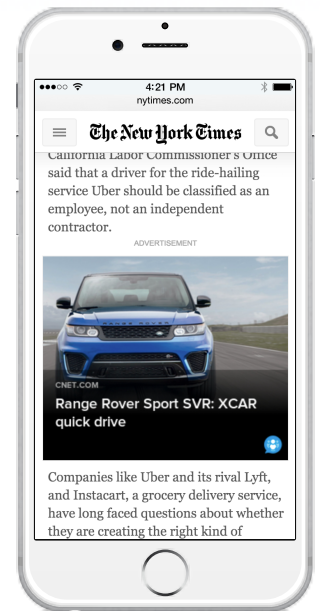 4:21 PM
nytimes.com
The New York Times
California Labor Commissioner's Office
said that a driver for the ride-hailing
service Uber should be classified as an
employee, not an independent
contractor.
ADVERTISEMENT
RANGE ROVER
CNET.COM
Range Rover Sport SVR: XCAR
quick drive
Companies like Uber and its rival Lyft,
and Instacart, a grocery delivery service,
have long faced questions about whether
they are creating the right kind of